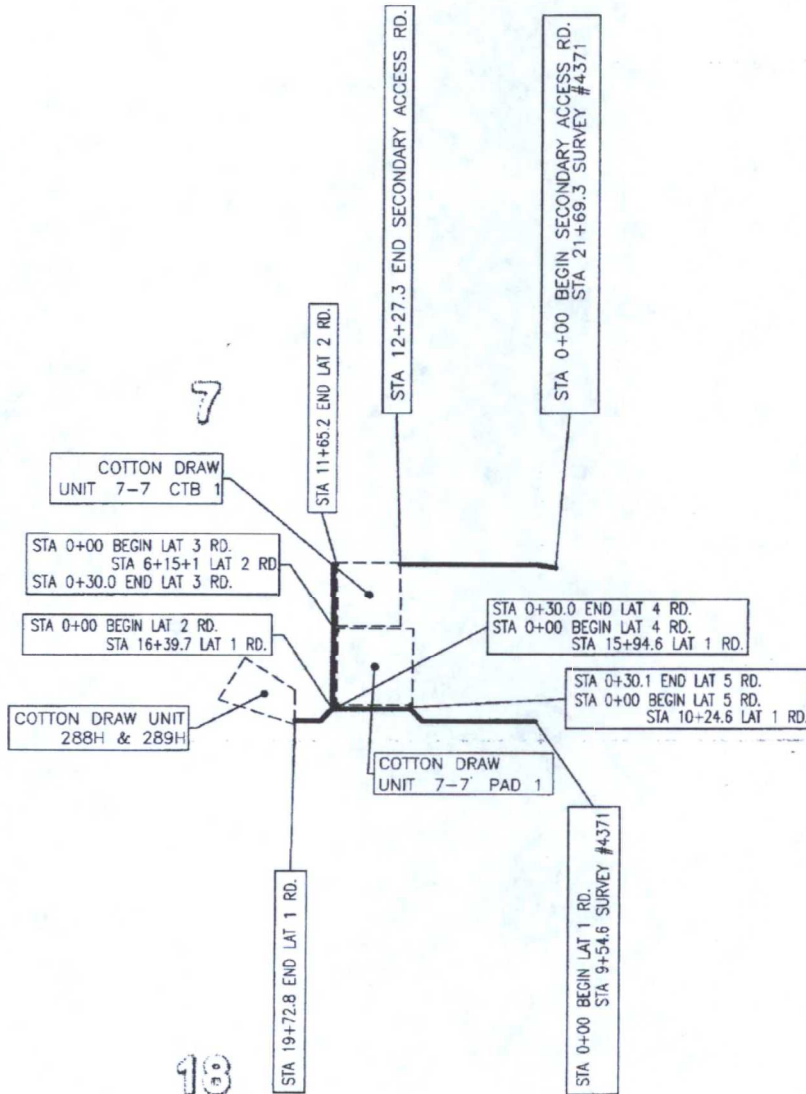 STA 12+27.3 END SECONDARY ACCESS RD.
STA 0+00 BEGIN SECONDARY ACCESS RD.
STA 21+69.3 SURVEY #4371
STA 11+65.2 END LAT 2 RD.
7
COTTON DRAW
UNIT 7-7 CTB 1
STA 0+00 BEGIN LAT 3 RD.
STA 6+15+1 LAT 2 RD
STA 0+30.0 END LAT 3 RD.
STA 0+00 BEGIN LAT 2 RD.
STA 16+39.7 LAT 1 RD.
STA 0+30.0 END LAT 4 RD.
STA 0+00 BEGIN LAT 4 RD.
STA 15+94.6 LAT 1 RD.
STA 0+30.1 END LAT 5 RD.
STA 0+00 BEGIN LAT 5 RD.
STA 10+24.6 LAT 1 RD.
COTTON DRAW UNIT
288H & 289H
COTTON DRAW
UNIT 7-7 PAD 1
STA 19+72.8 END LAT 1 RD.
STA 0+00 BEGIN LAT 1 RD.
STA 9+54.6 SURVEY #4371
18